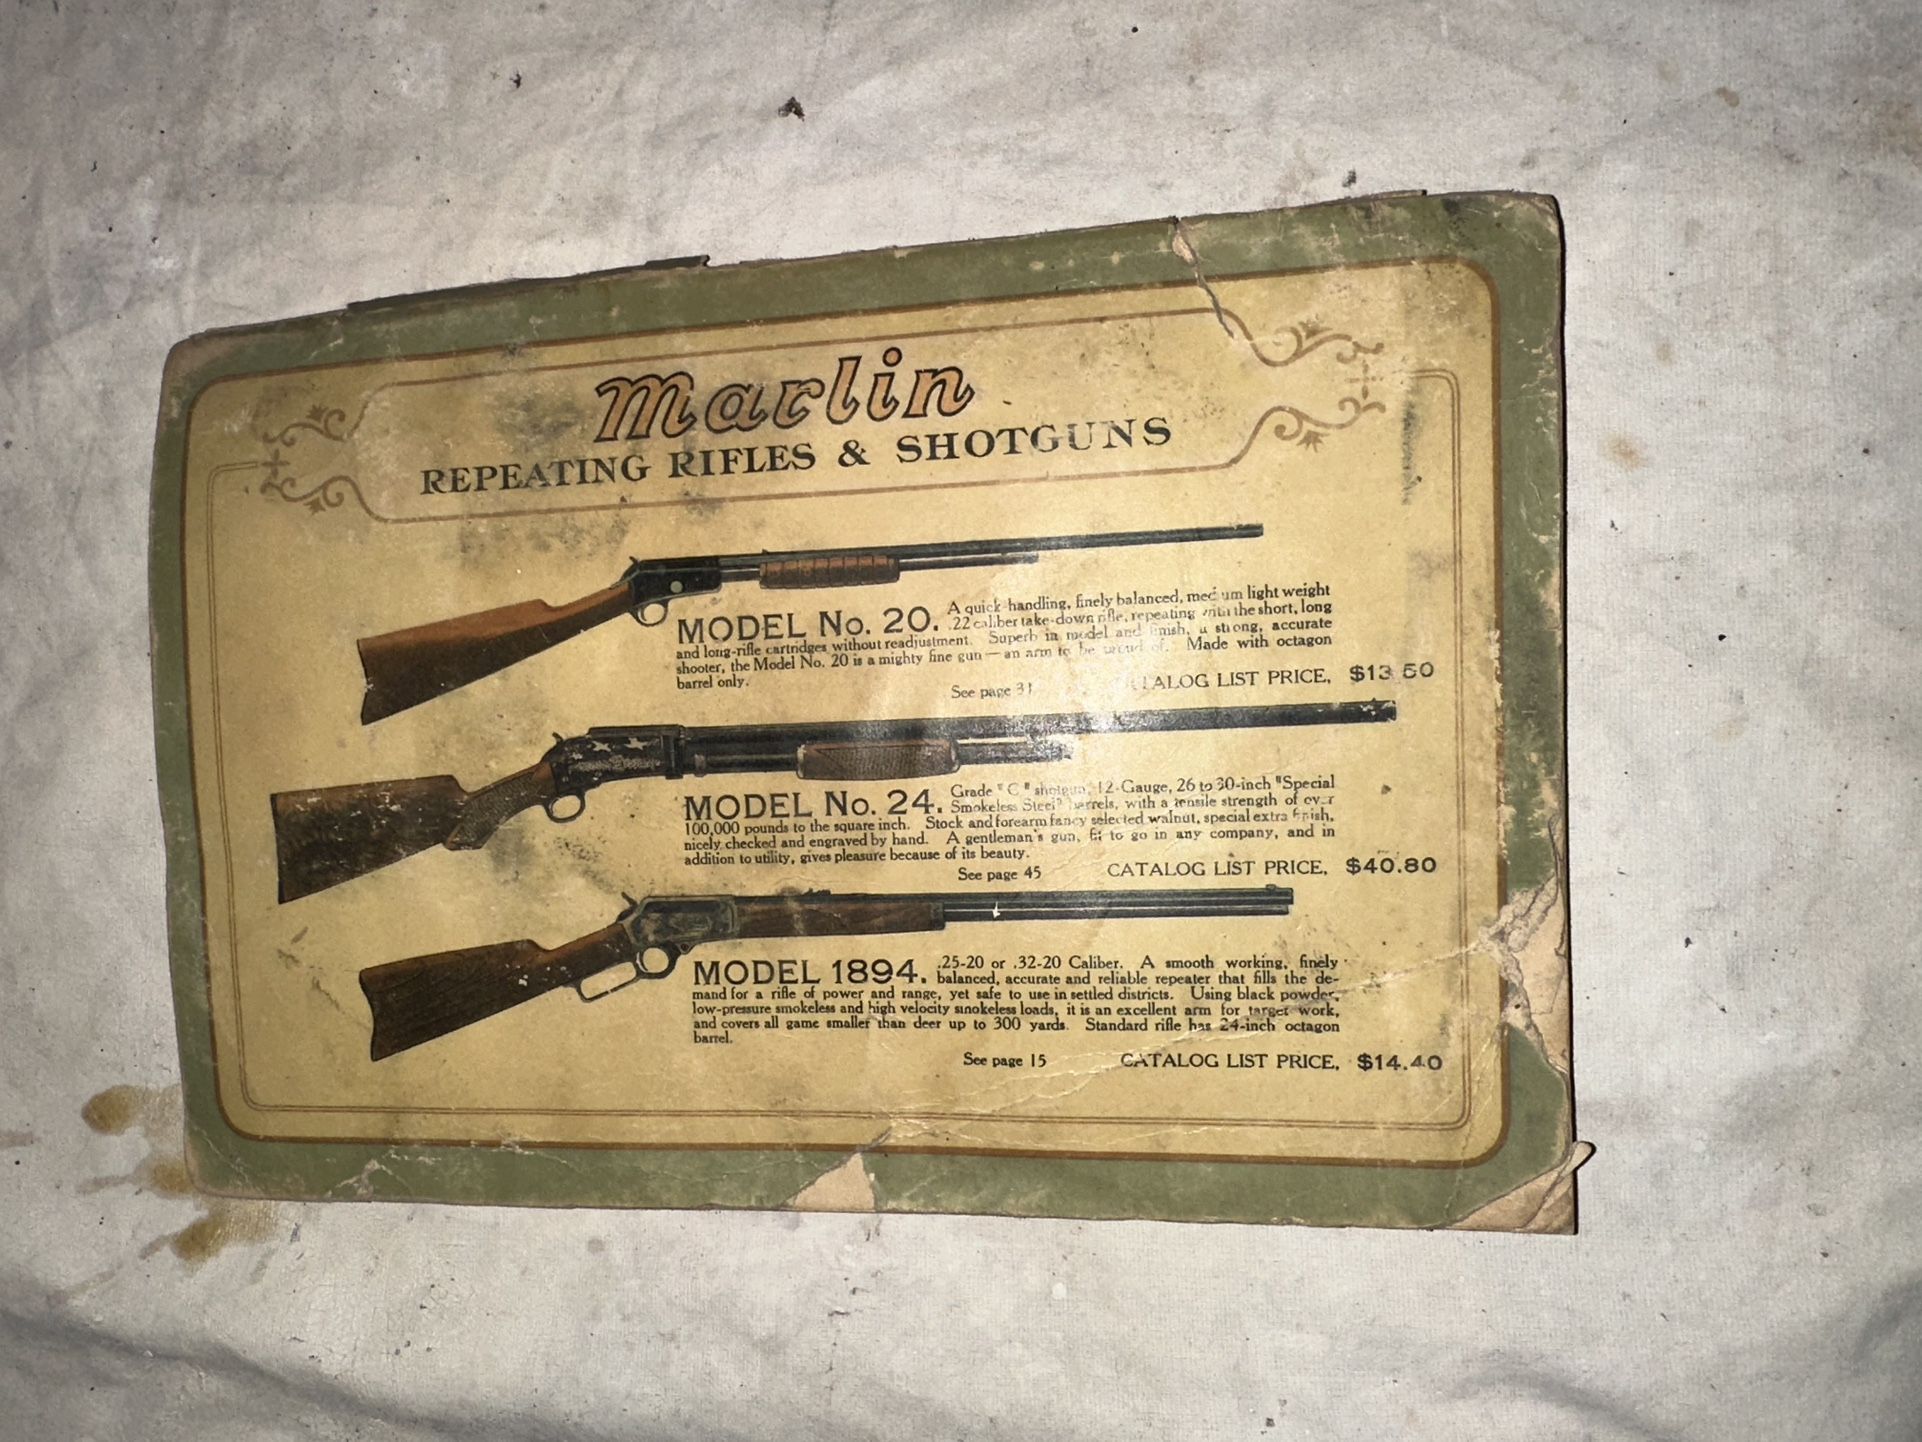 Marlin
REPEATING RIFLES & SHOTGUNS
MODEL No. 20. A quick handling, finely balanced, medium light weight
.22 caliber take-down rifle, repeating with the short, long
and long-rifle cartridges without readjustment. Superb in model and finish, a strong, accurate
shooter, the Model No. 20 is a mighty fine gun — an arm to be proud of. Made with octagon
barrel only.
See page 31 CATALOG LIST PRICE, $13.50
MODEL No. 24. Grade "C" shotgun, 12-Gauge, 26 to 30-inch "Special
Smokeless Steel" barrels, with a tensile strength of over
100,000 pounds to the square inch. Stock and forearm fancy selected walnut, special extra finish,
nicely checked and engraved by hand. A gentleman's gun, fit to go in any company, and in
addition to utility, gives pleasure because of its beauty.
See page 45 CATALOG LIST PRICE, $40.80
MODEL 1894. .25-20 or .32-20 Caliber. A smooth working, finely
balanced, accurate and reliable repeater that fills the de-
mand for a rifle of power and range, yet safe to use in settled districts. Using black powder,
low-pressure smokeless and high velocity smokeless loads, it is an excellent arm for target work,
and covers all game smaller than deer up to 300 yards. Standard rifle has 24-inch octagon
barrel.
See page 15 CATALOG LIST PRICE, $14.40